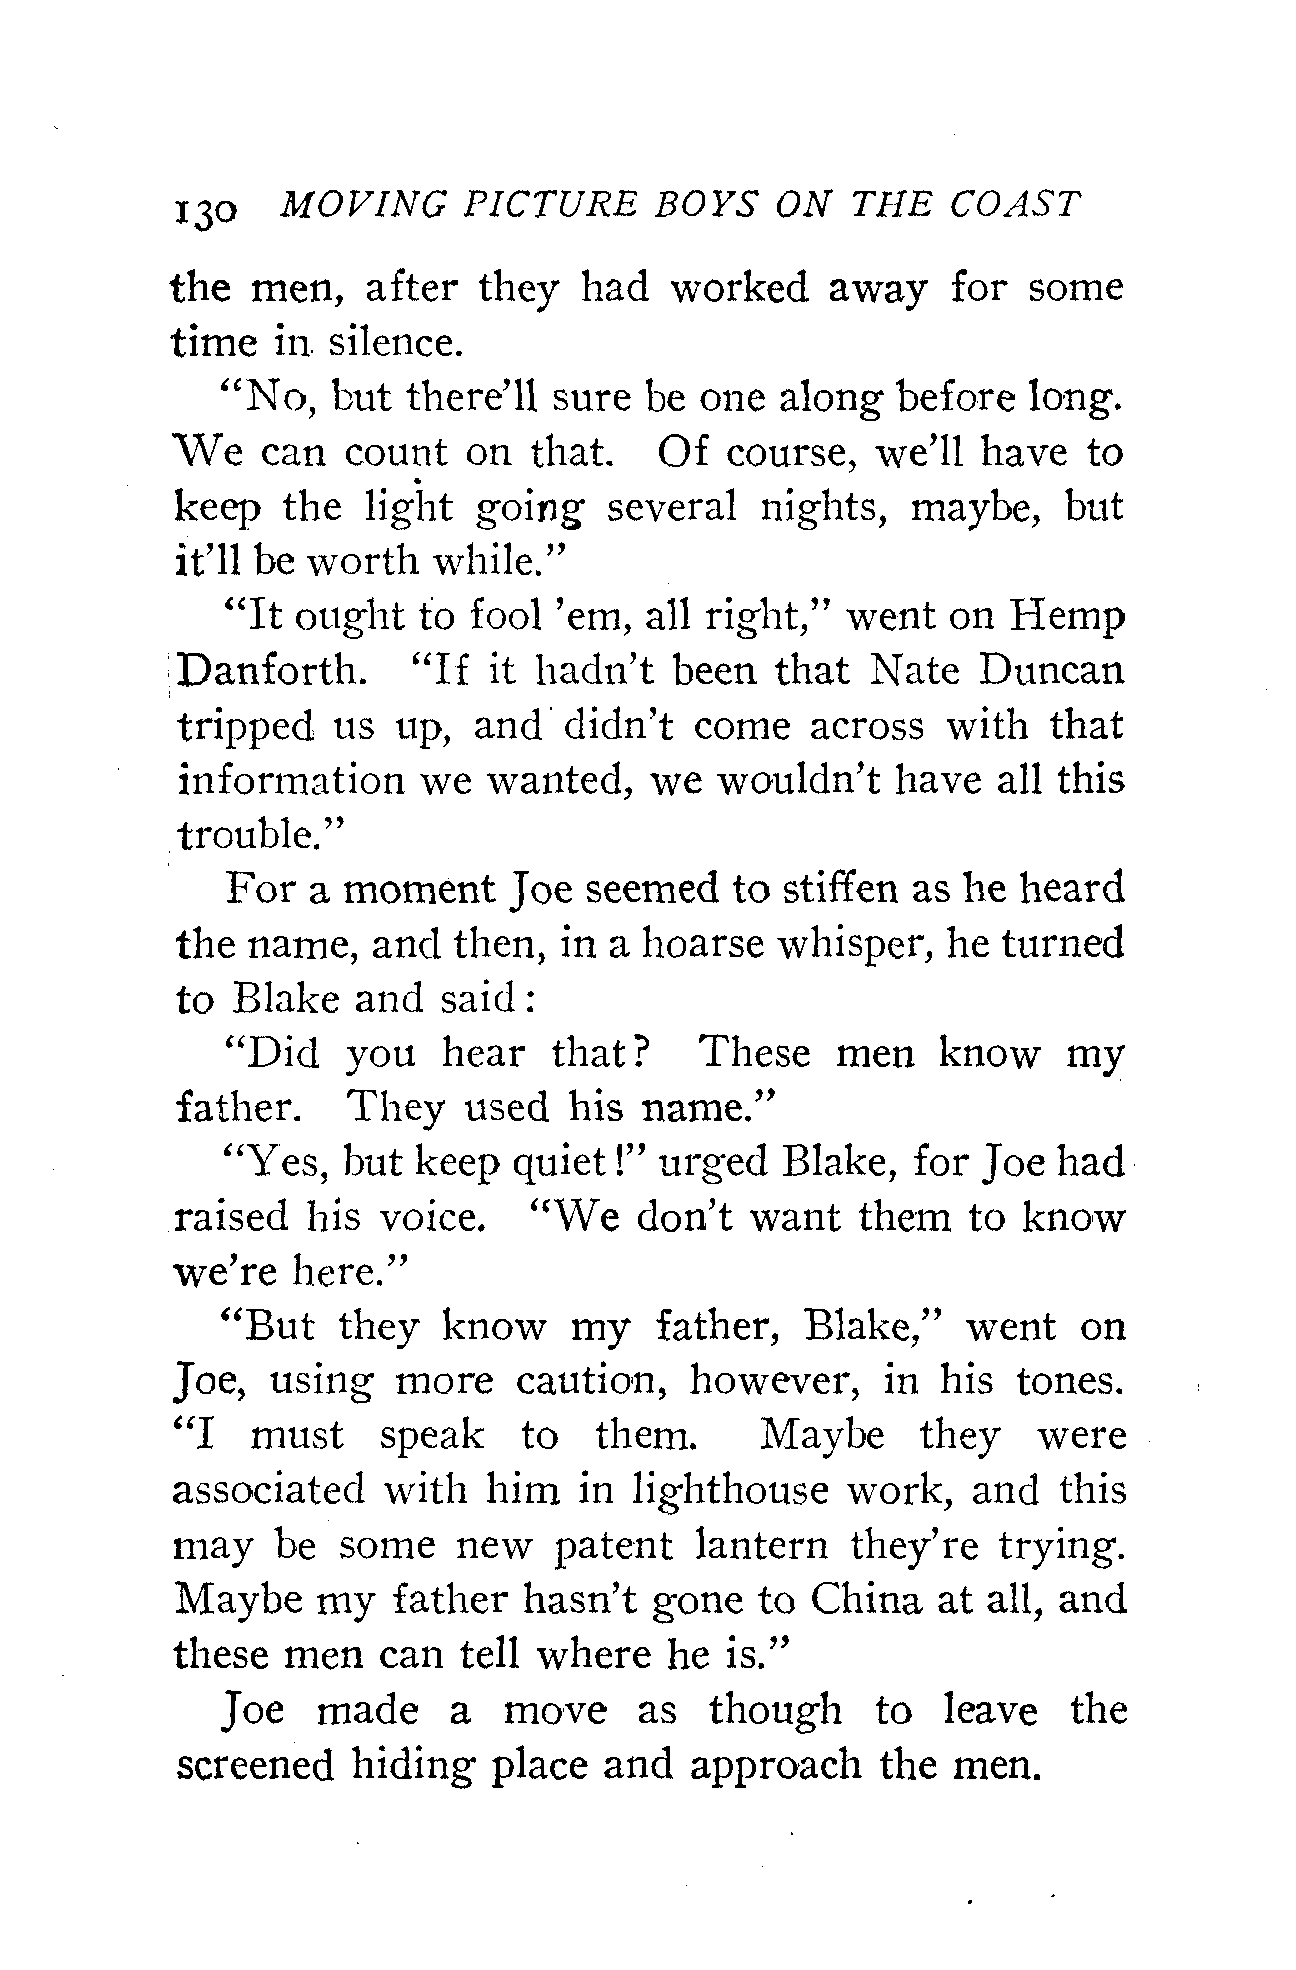 130 MOVING PICTURE BOYS ON THE COAST
the men, after they had worked away for some
time in silence.
“No, but there’ll sure be one along before long.
We can count on that. Of course, we’ll have to
keep the light going several nights, maybe, but
it’ll be worth while.”
“It ought to fool ’em, all right,” went on Hemp
Danforth. “If it hadn’t been that Nate Duncan
tripped us up, and didn’t come across with that
information we wanted, we wouldn’t have all this
trouble.”
For a moment Joe seemed to stiffen as he heard
the name, and then, in a hoarse whisper, he turned
to Blake and said:
“Did you hear that? These men know my
father. They used his name.”
“Yes, but keep quiet!” urged Blake, for Joe had
raised his voice. “We don’t want them to know
we’re here.”
“But they know my father, Blake,” went on
Joe, using more caution, however, in his tones.
“I must speak to them. Maybe they were
associated with him in lighthouse work, and this
may be some new patent lantern they’re trying.
Maybe my father hasn’t gone to China at all, and
these men can tell where he is.”
Joe made a move as though to leave the
screened hiding place and approach the men.